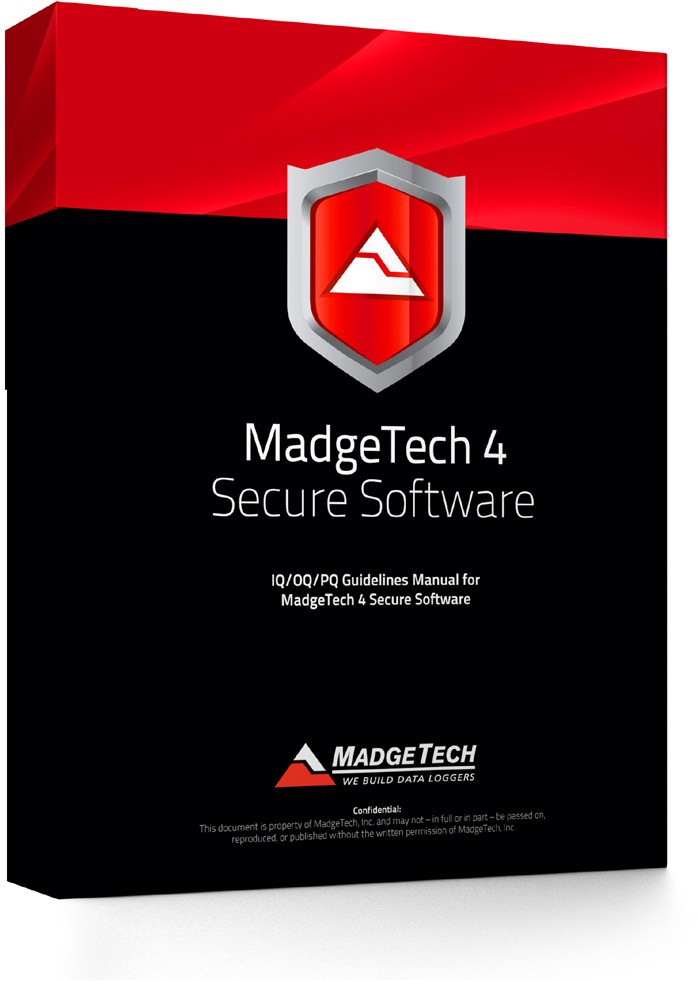 MadgeTech 4
Secure Software
IQ/OQ/PQ Guidelines Manual for
MadgeTech 4 Secure Software
MADGETECH
WE BUILD DATA LOGGERS
Confidential:
This document is property of MadgeTech, Inc. and may not – in full or in part – be passed on,
reproduced, or published without the written permission of MadgeTech, Inc.